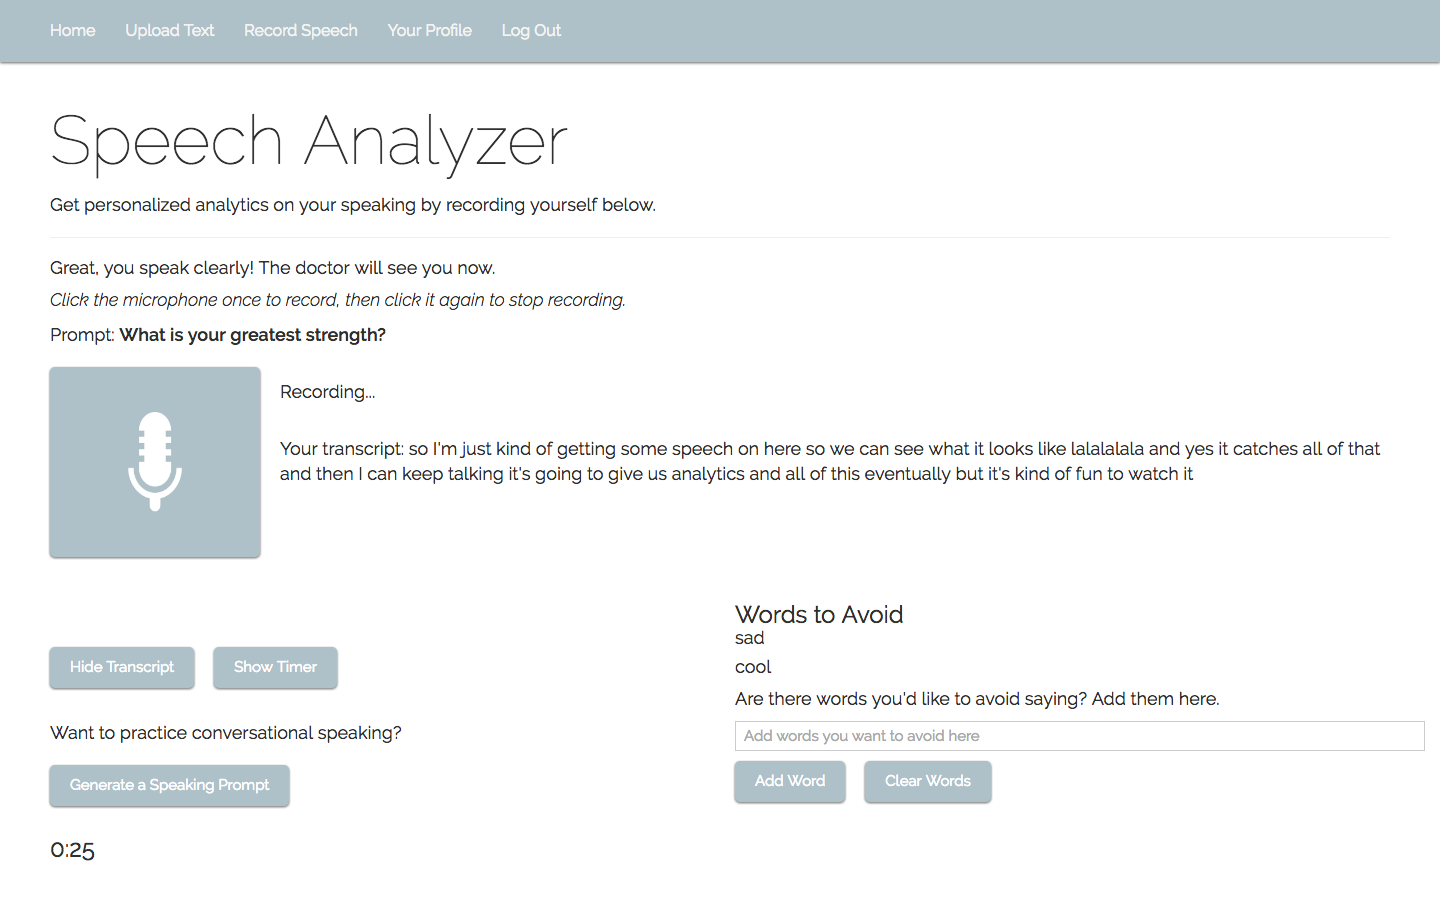 Home Upload Text Record Speech Your Profile Log Out
Speech Analyzer
Get personalized analytics on your speaking by recording yourself below.
Great, you speak clearly! The doctor will see you now.
Click the microphone once to record, then click it again to stop recording.
Prompt: What is your greatest strength?
Recording...
Your transcript: so I'm just kind of getting some speech on here so we can see what it looks like lalalalala and yes it catches all of that
and then I can keep talking it's going to give us analytics and all of this eventually but it's kind of fun to watch it
Hide Transcript Show Timer
Want to practice conversational speaking?
Generate a Speaking Prompt
0:25
Words to Avoid
sad
cool
Are there words you'd like to avoid saying? Add them here.
Add words you want to avoid here
Add Word Clear Words